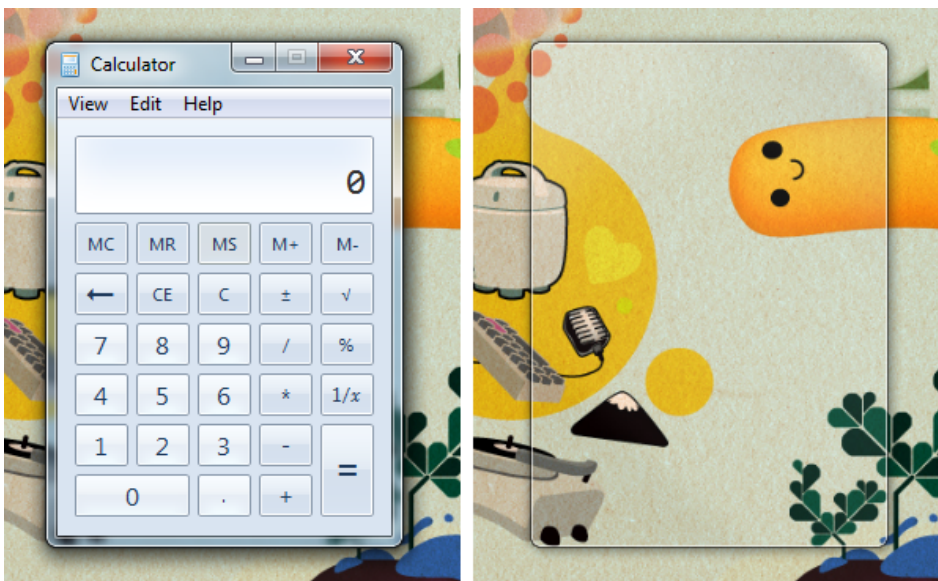 Calculator
View Edit Help
0
MC MR MS M+ M-
← CE C ± √
7 8 9 / %
4 5 6 * 1/x
1 2 3 - =
0 . +